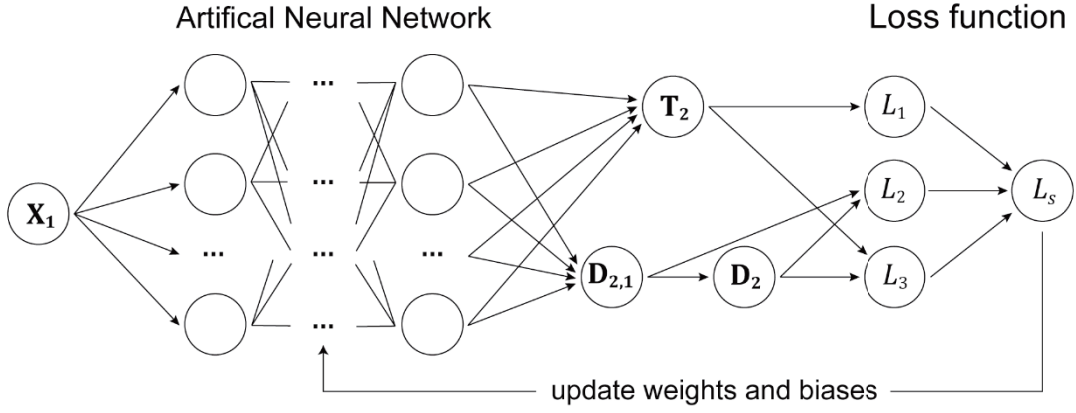 Artifical Neural Network
Loss function
...
T₂
L₁
X₁
...
L₂
Lₛ
...
...
...
D₂,₁
D₂
L₃
...
update weights and biases